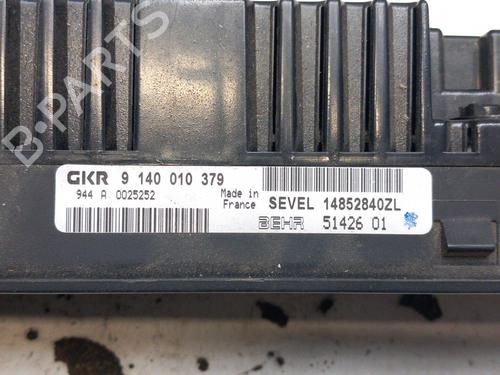 B-PARTS
GKR 9 140 010 379
944 A 0025252
Made in
France
SEVEL 14852840ZL
BEHR 51426 01